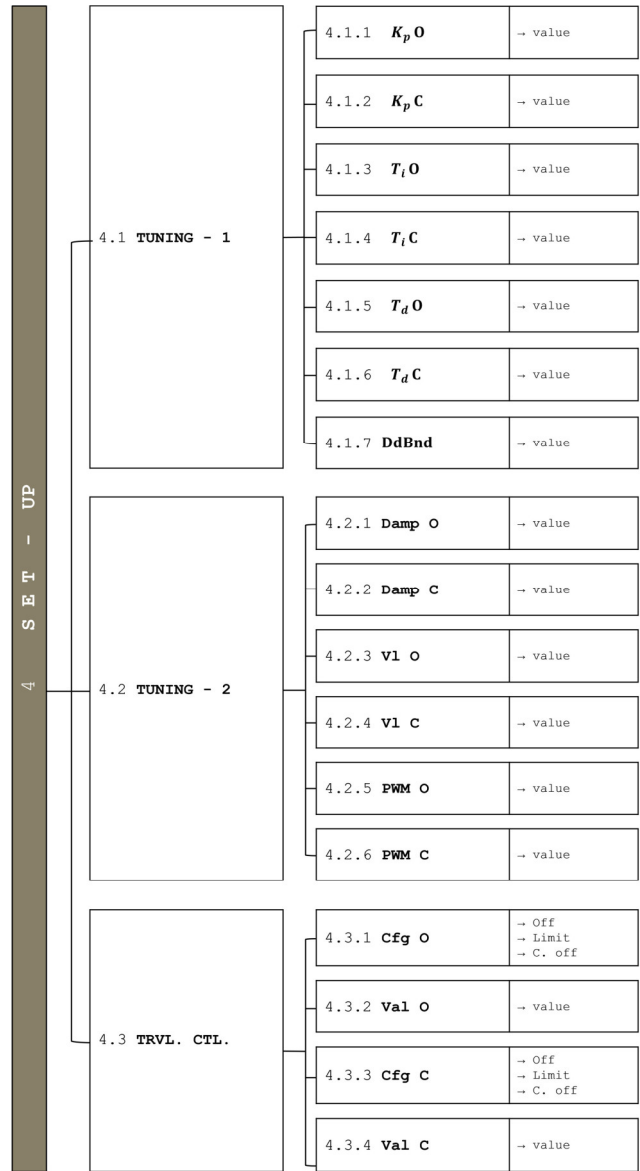 4 SET - UP
4.1 TUNING - 1
4.1.1 Kp O → value
4.1.2 Kp C → value
4.1.3 Ti O → value
4.1.4 Ti C → value
4.1.5 Td O → value
4.1.6 Td C → value
4.1.7 DdBnd → value
4.2 TUNING - 2
4.2.1 Damp O → value
4.2.2 Damp C → value
4.2.3 Vl O → value
4.2.4 Vl C → value
4.2.5 PWM O → value
4.2.6 PWM C → value
4.3 TRVL. CTL.
4.3.1 Cfg O
→ Off
→ Limit
→ C. off
4.3.2 Val O → value
4.3.3 Cfg C
→ Off
→ Limit
→ C. off
4.3.4 Val C → value